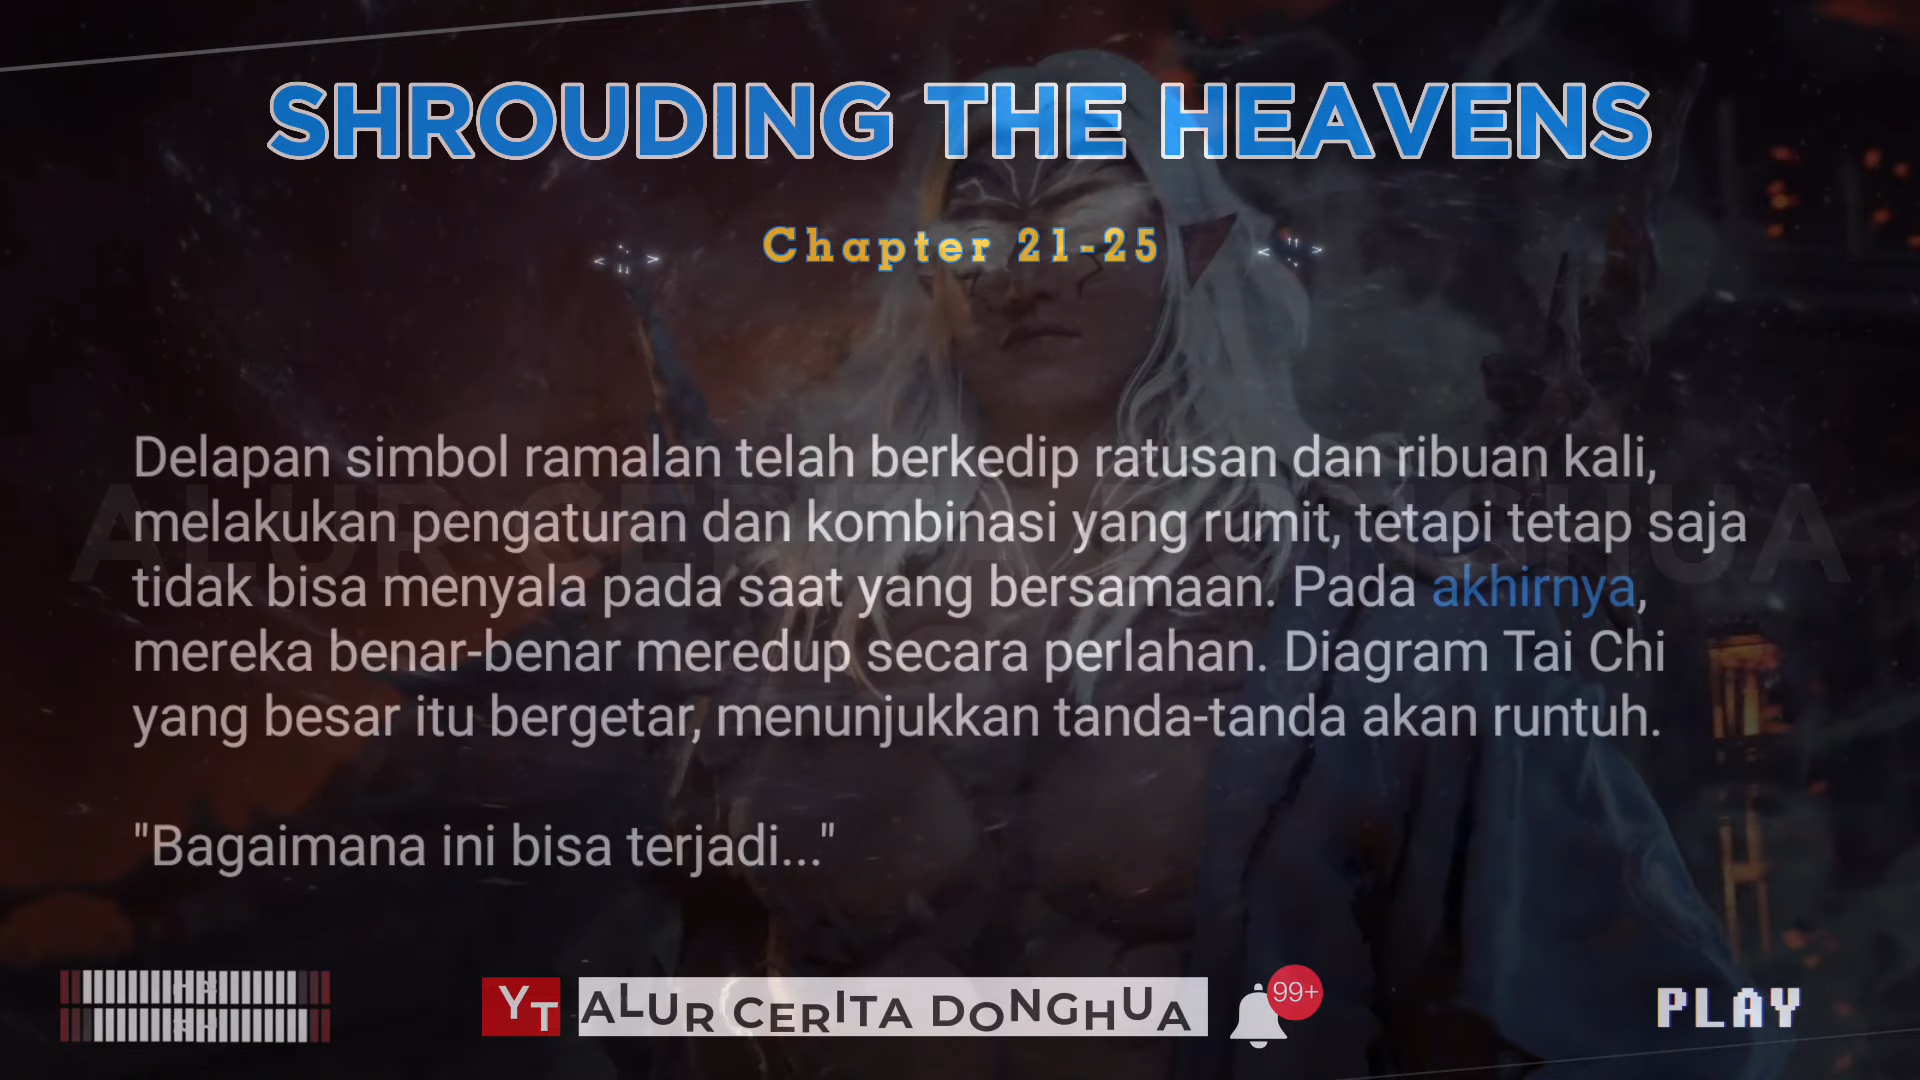 SHROUDING THE HEAVENS
Chapter 21-25
Delapan simbol ramalan telah berkedip ratusan dan ribuan kali,
melakukan pengaturan dan kombinasi yang rumit, tetapi tetap saja
tidak bisa menyala pada saat yang bersamaan. Pada akhirnya,
mereka benar-benar meredup secara perlahan. Diagram Tai Chi
yang besar itu bergetar, menunjukkan tanda-tanda akan runtuh.
"Bagaimana ini bisa terjadi..."
YT ALUR CERITA DONGHUA 99+
PLAY